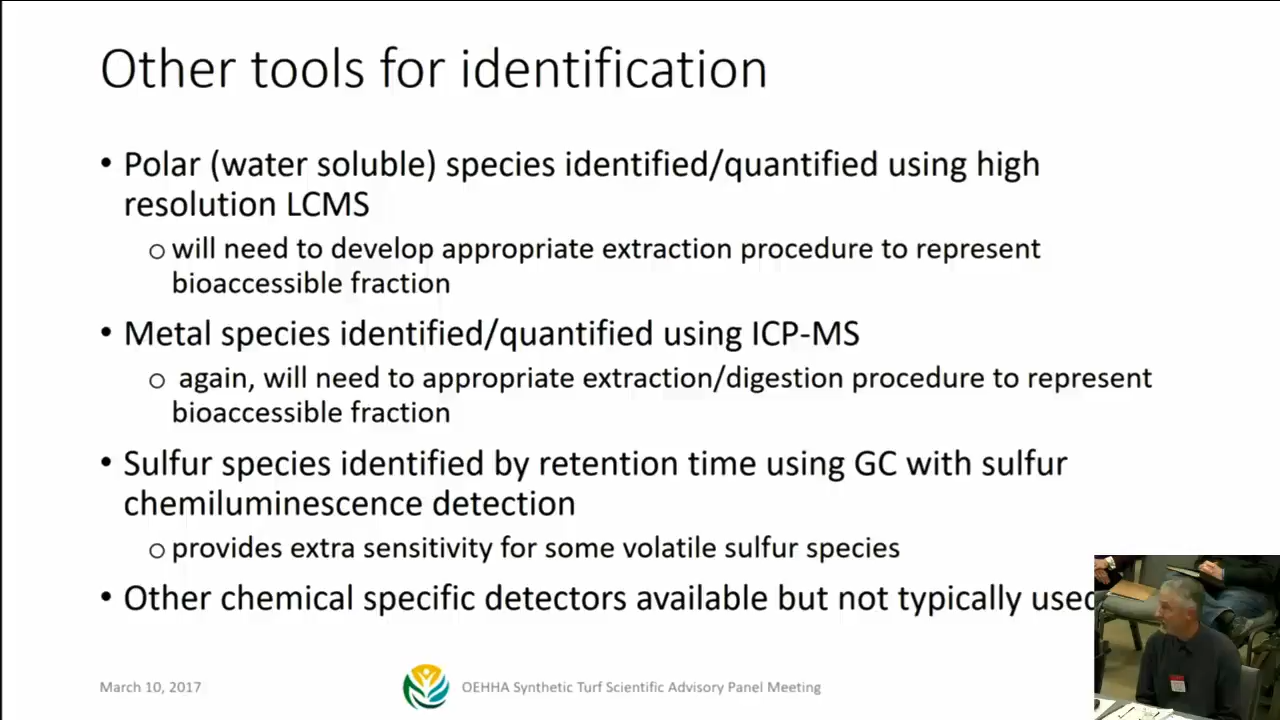 Other tools for identification
• Polar (water soluble) species identified/quantified using high
resolution LCMS
o will need to develop appropriate extraction procedure to represent
bioaccessible fraction
• Metal species identified/quantified using ICP-MS
o again, will need to appropriate extraction/digestion procedure to represent
bioaccessible fraction
• Sulfur species identified by retention time using GC with sulfur
chemiluminescence detection
o provides extra sensitivity for some volatile sulfur species
• Other chemical specific detectors available but not typically used
March 10, 2017
OEHHA Synthetic Turf Scientific Advisory Panel Meeting